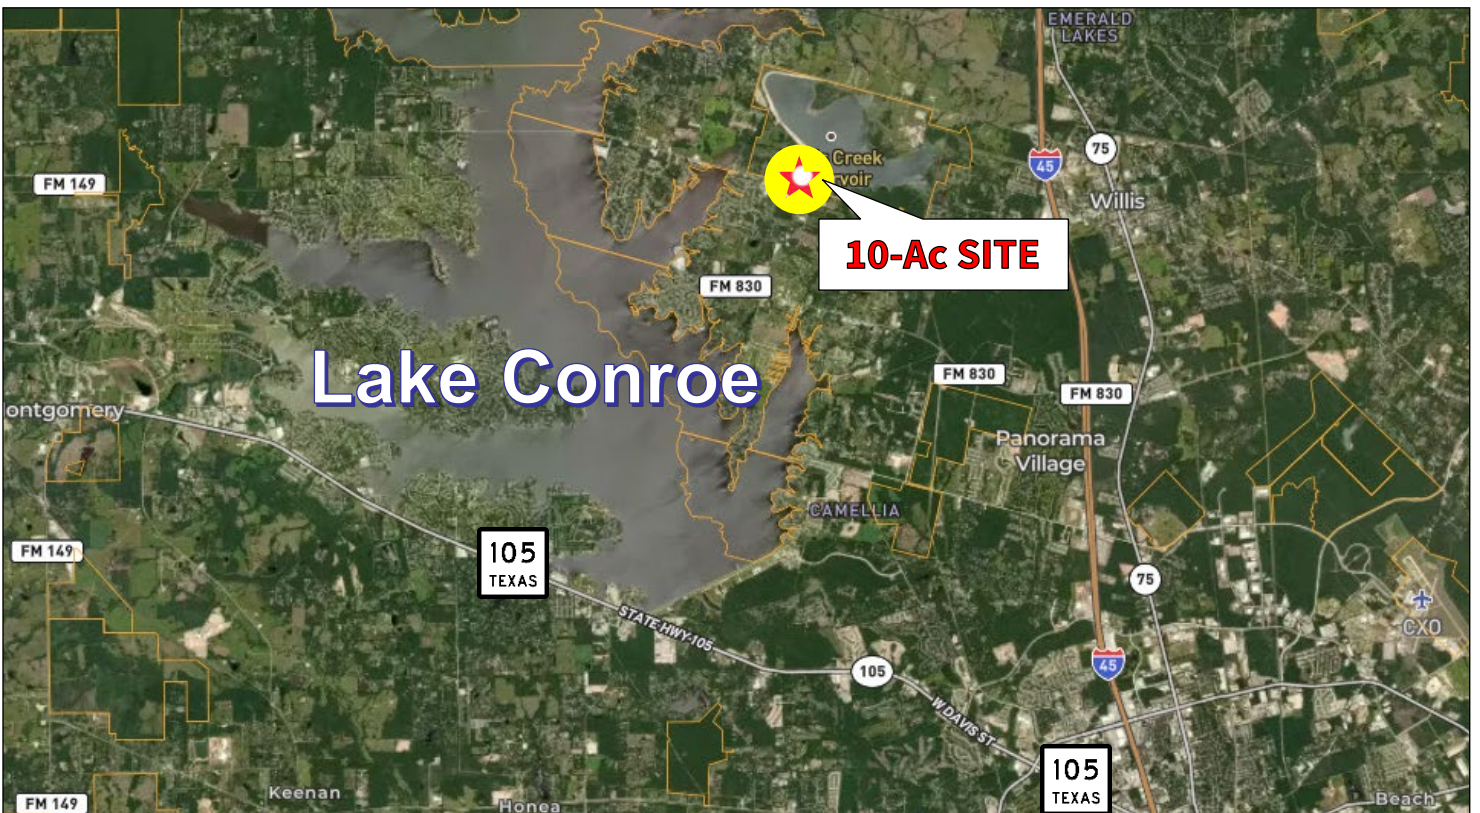 EMERALD
LAKES
75
45
Creek
Willis
FM 149
10-Ac SITE
FM 830
Lake Conroe
FM 830
FM 830
ontgomery
Panorama
Village
CAMELLIA
FM 149
105
TEXAS
75
STATE HWY-105
CXO
45
105
W DAVIS ST
105
TEXAS
Keenan
Honea
Beach
FM 149